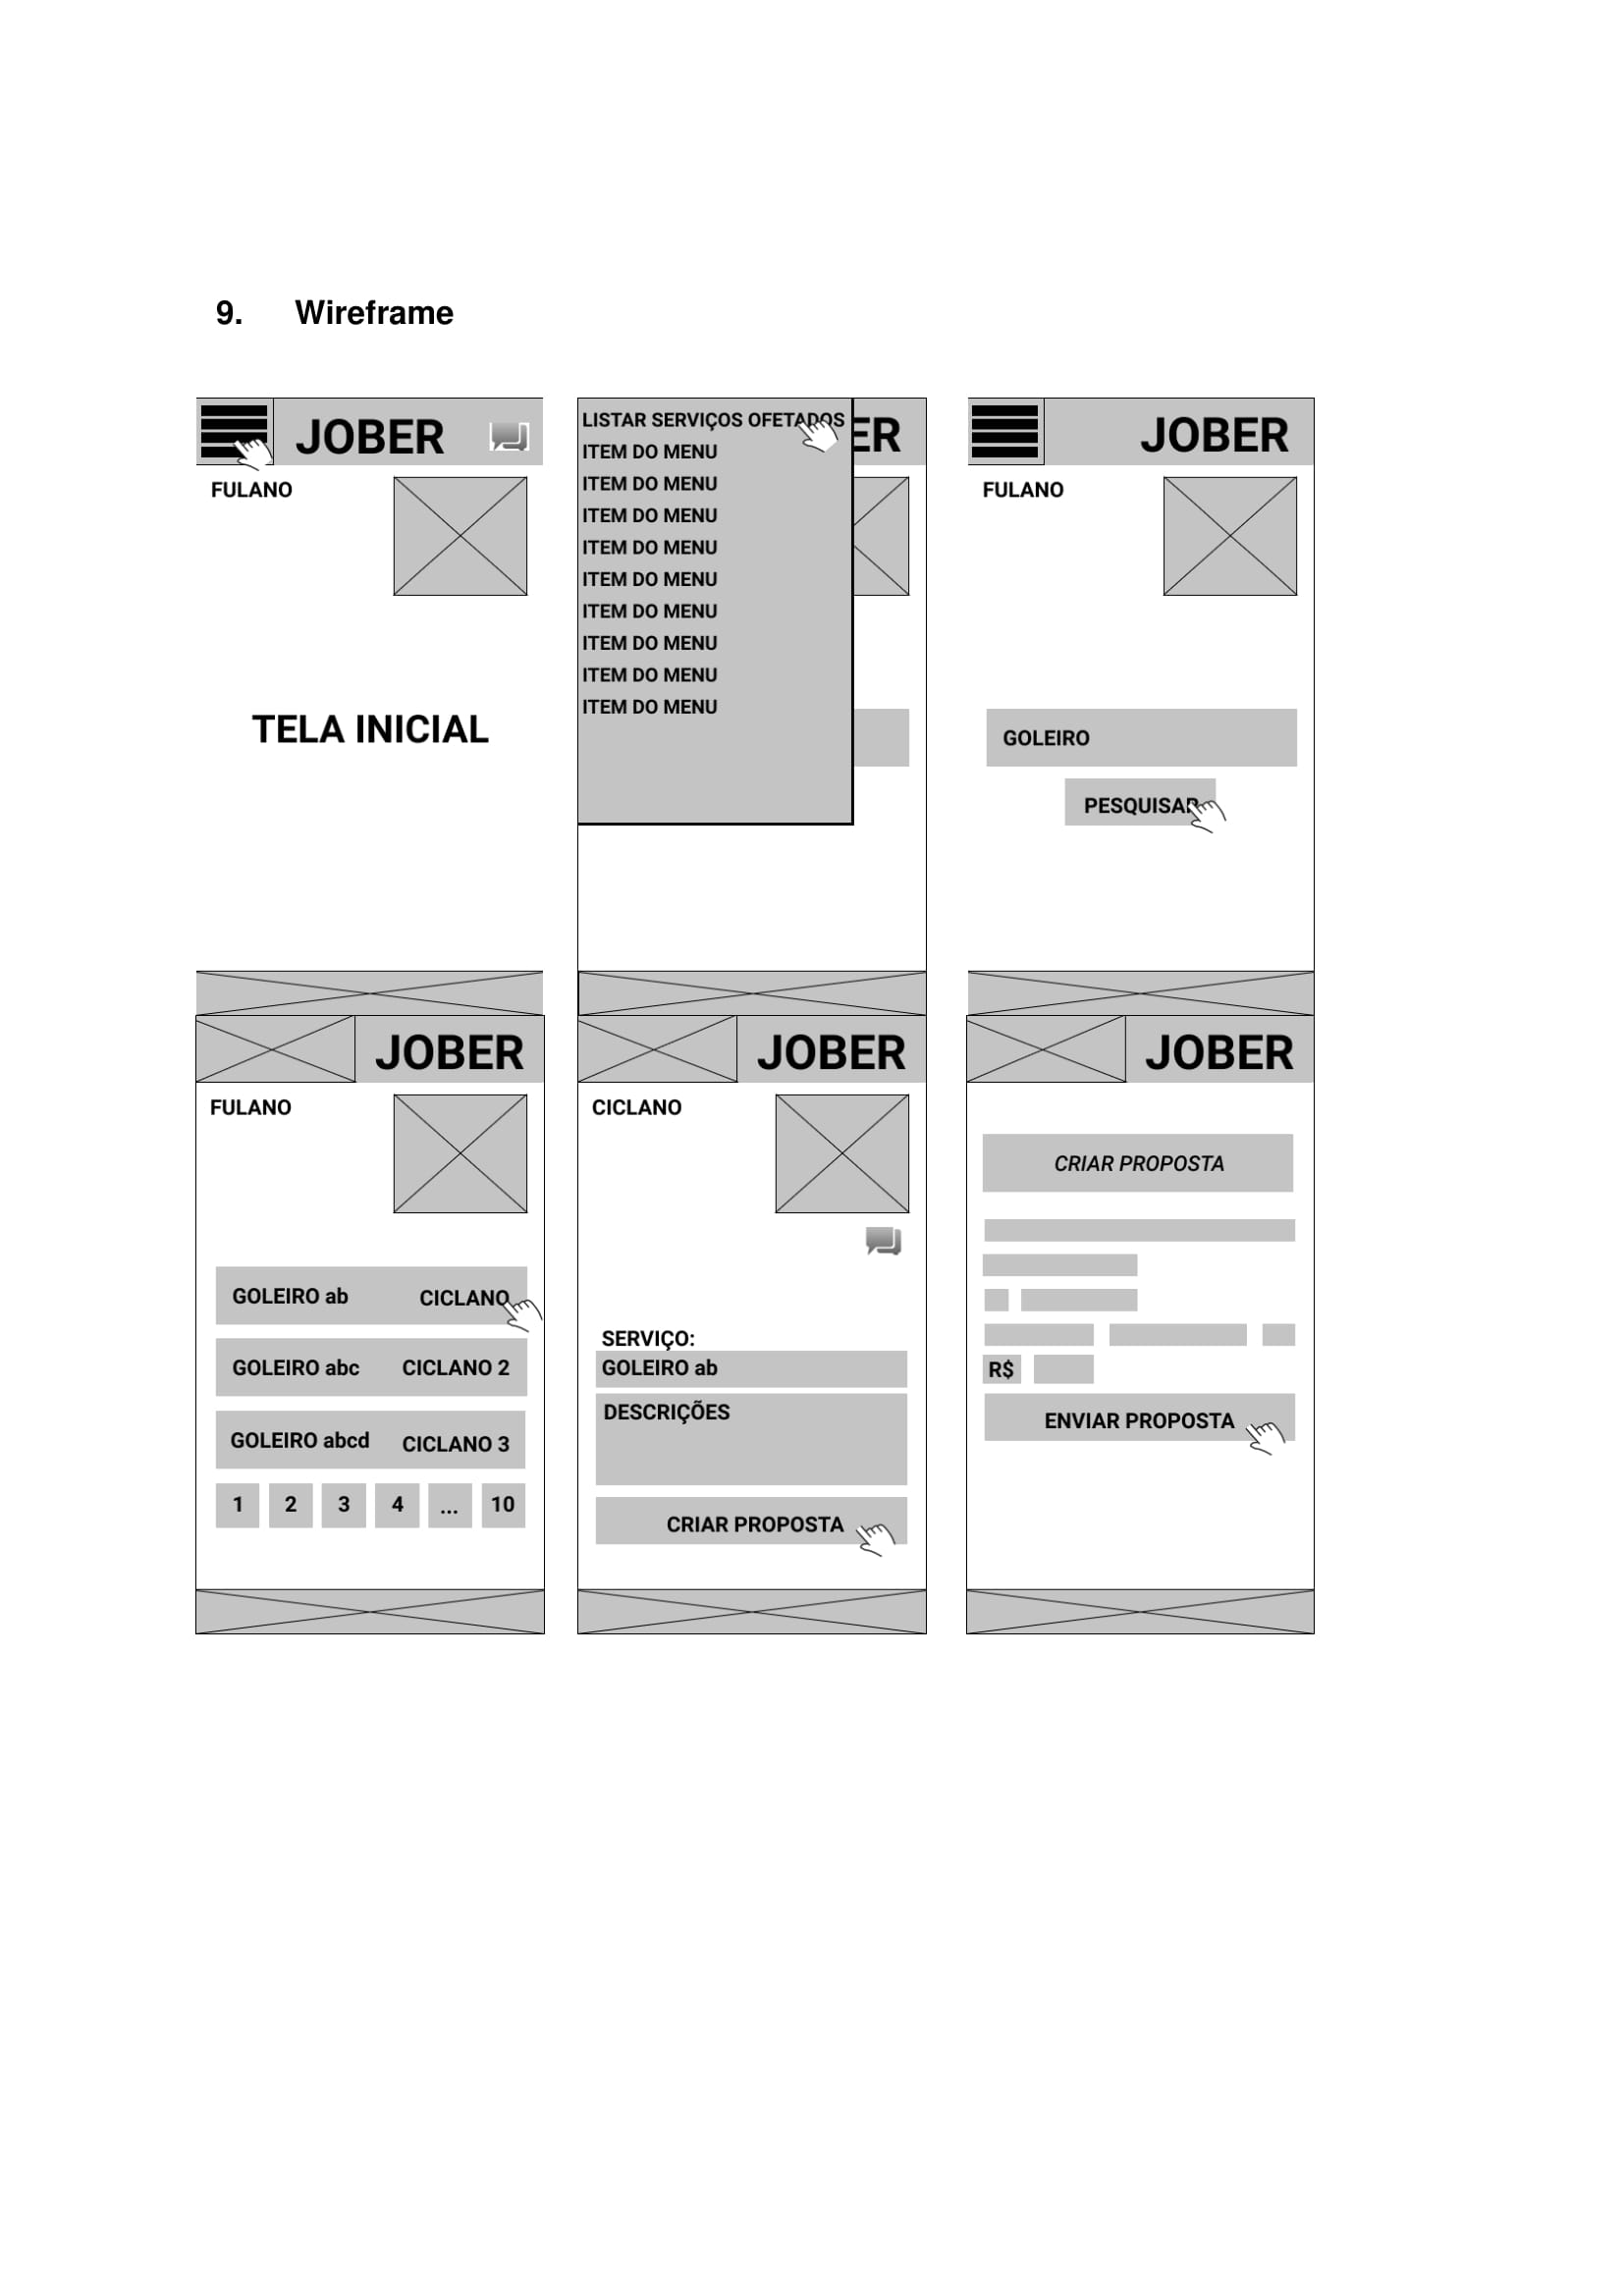 9. Wireframe
JOBER
FULANO
TELA INICIAL
LISTAR SERVIÇOS OFETADOS
ITEM DO MENU
ITEM DO MENU
ITEM DO MENU
ITEM DO MENU
ITEM DO MENU
ITEM DO MENU
ITEM DO MENU
ITEM DO MENU
ITEM DO MENU
ER
JOBER
FULANO
GOLEIRO
PESQUISAR
JOBER
FULANO
GOLEIRO ab CICLANO
GOLEIRO abc CICLANO 2
GOLEIRO abcd CICLANO 3
1 2 3 4 ... 10
JOBER
CICLANO
SERVIÇO:
GOLEIRO ab
DESCRIÇÕES
CRIAR PROPOSTA
JOBER
CRIAR PROPOSTA
R$
ENVIAR PROPOSTA